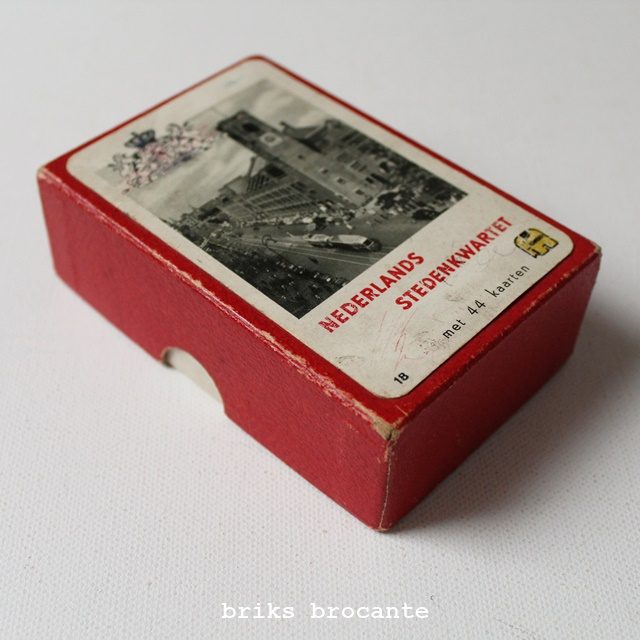 NEDERLANDS
STEDENKWARTET
met 44 kaarten
18
briks brocante